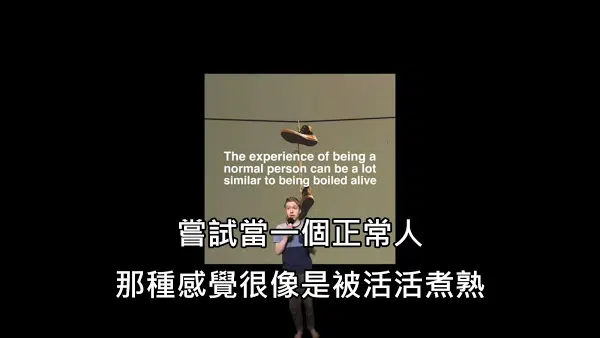 The experience of being a
normal person can be a lot
similar to being boiled alive
嘗試當一個正常人
那種感覺很像是被活活煮熟